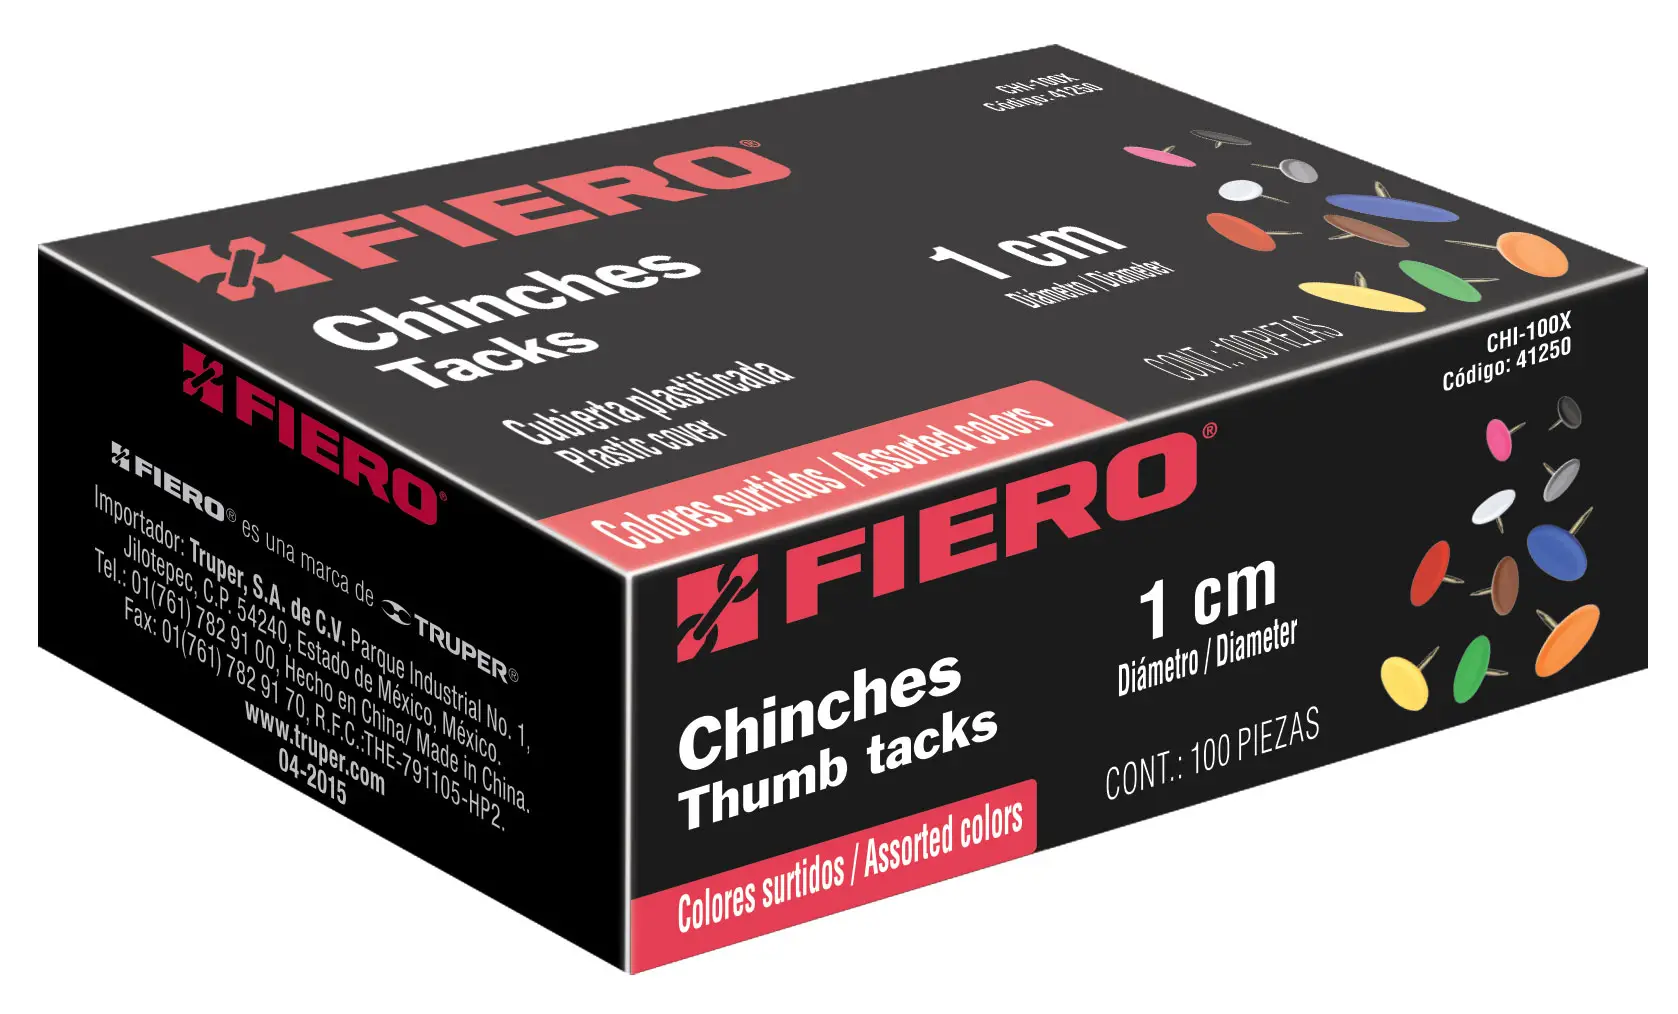 CHI-100X
Código: 41250
FIERO®
Chinches
Tacks
1 cm
Diámetro / Diameter
Cubierta plastificada
Plastic cover
CONT.: 100 PIEZAS
Colores surtidos / Assorted colors
FIERO®
FIERO® es una marca de TRUPER®
Importador: Truper, S.A. de C.V. Parque Industrial No. 1,
Jilotepec, C.P. 54240, Estado de México, México.
Tel.: 01(761) 782 91 00, Hecho en China/ Made in China.
Fax: 01(761) 782 91 70, R.F.C.:THE-791105-HP2.
www.truper.com
04-2015
CHI-100X
Código: 41250
FIERO®
1 cm
Diámetro / Diameter
Chinches
Thumb tacks
CONT.: 100 PIEZAS
Colores surtidos / Assorted colors